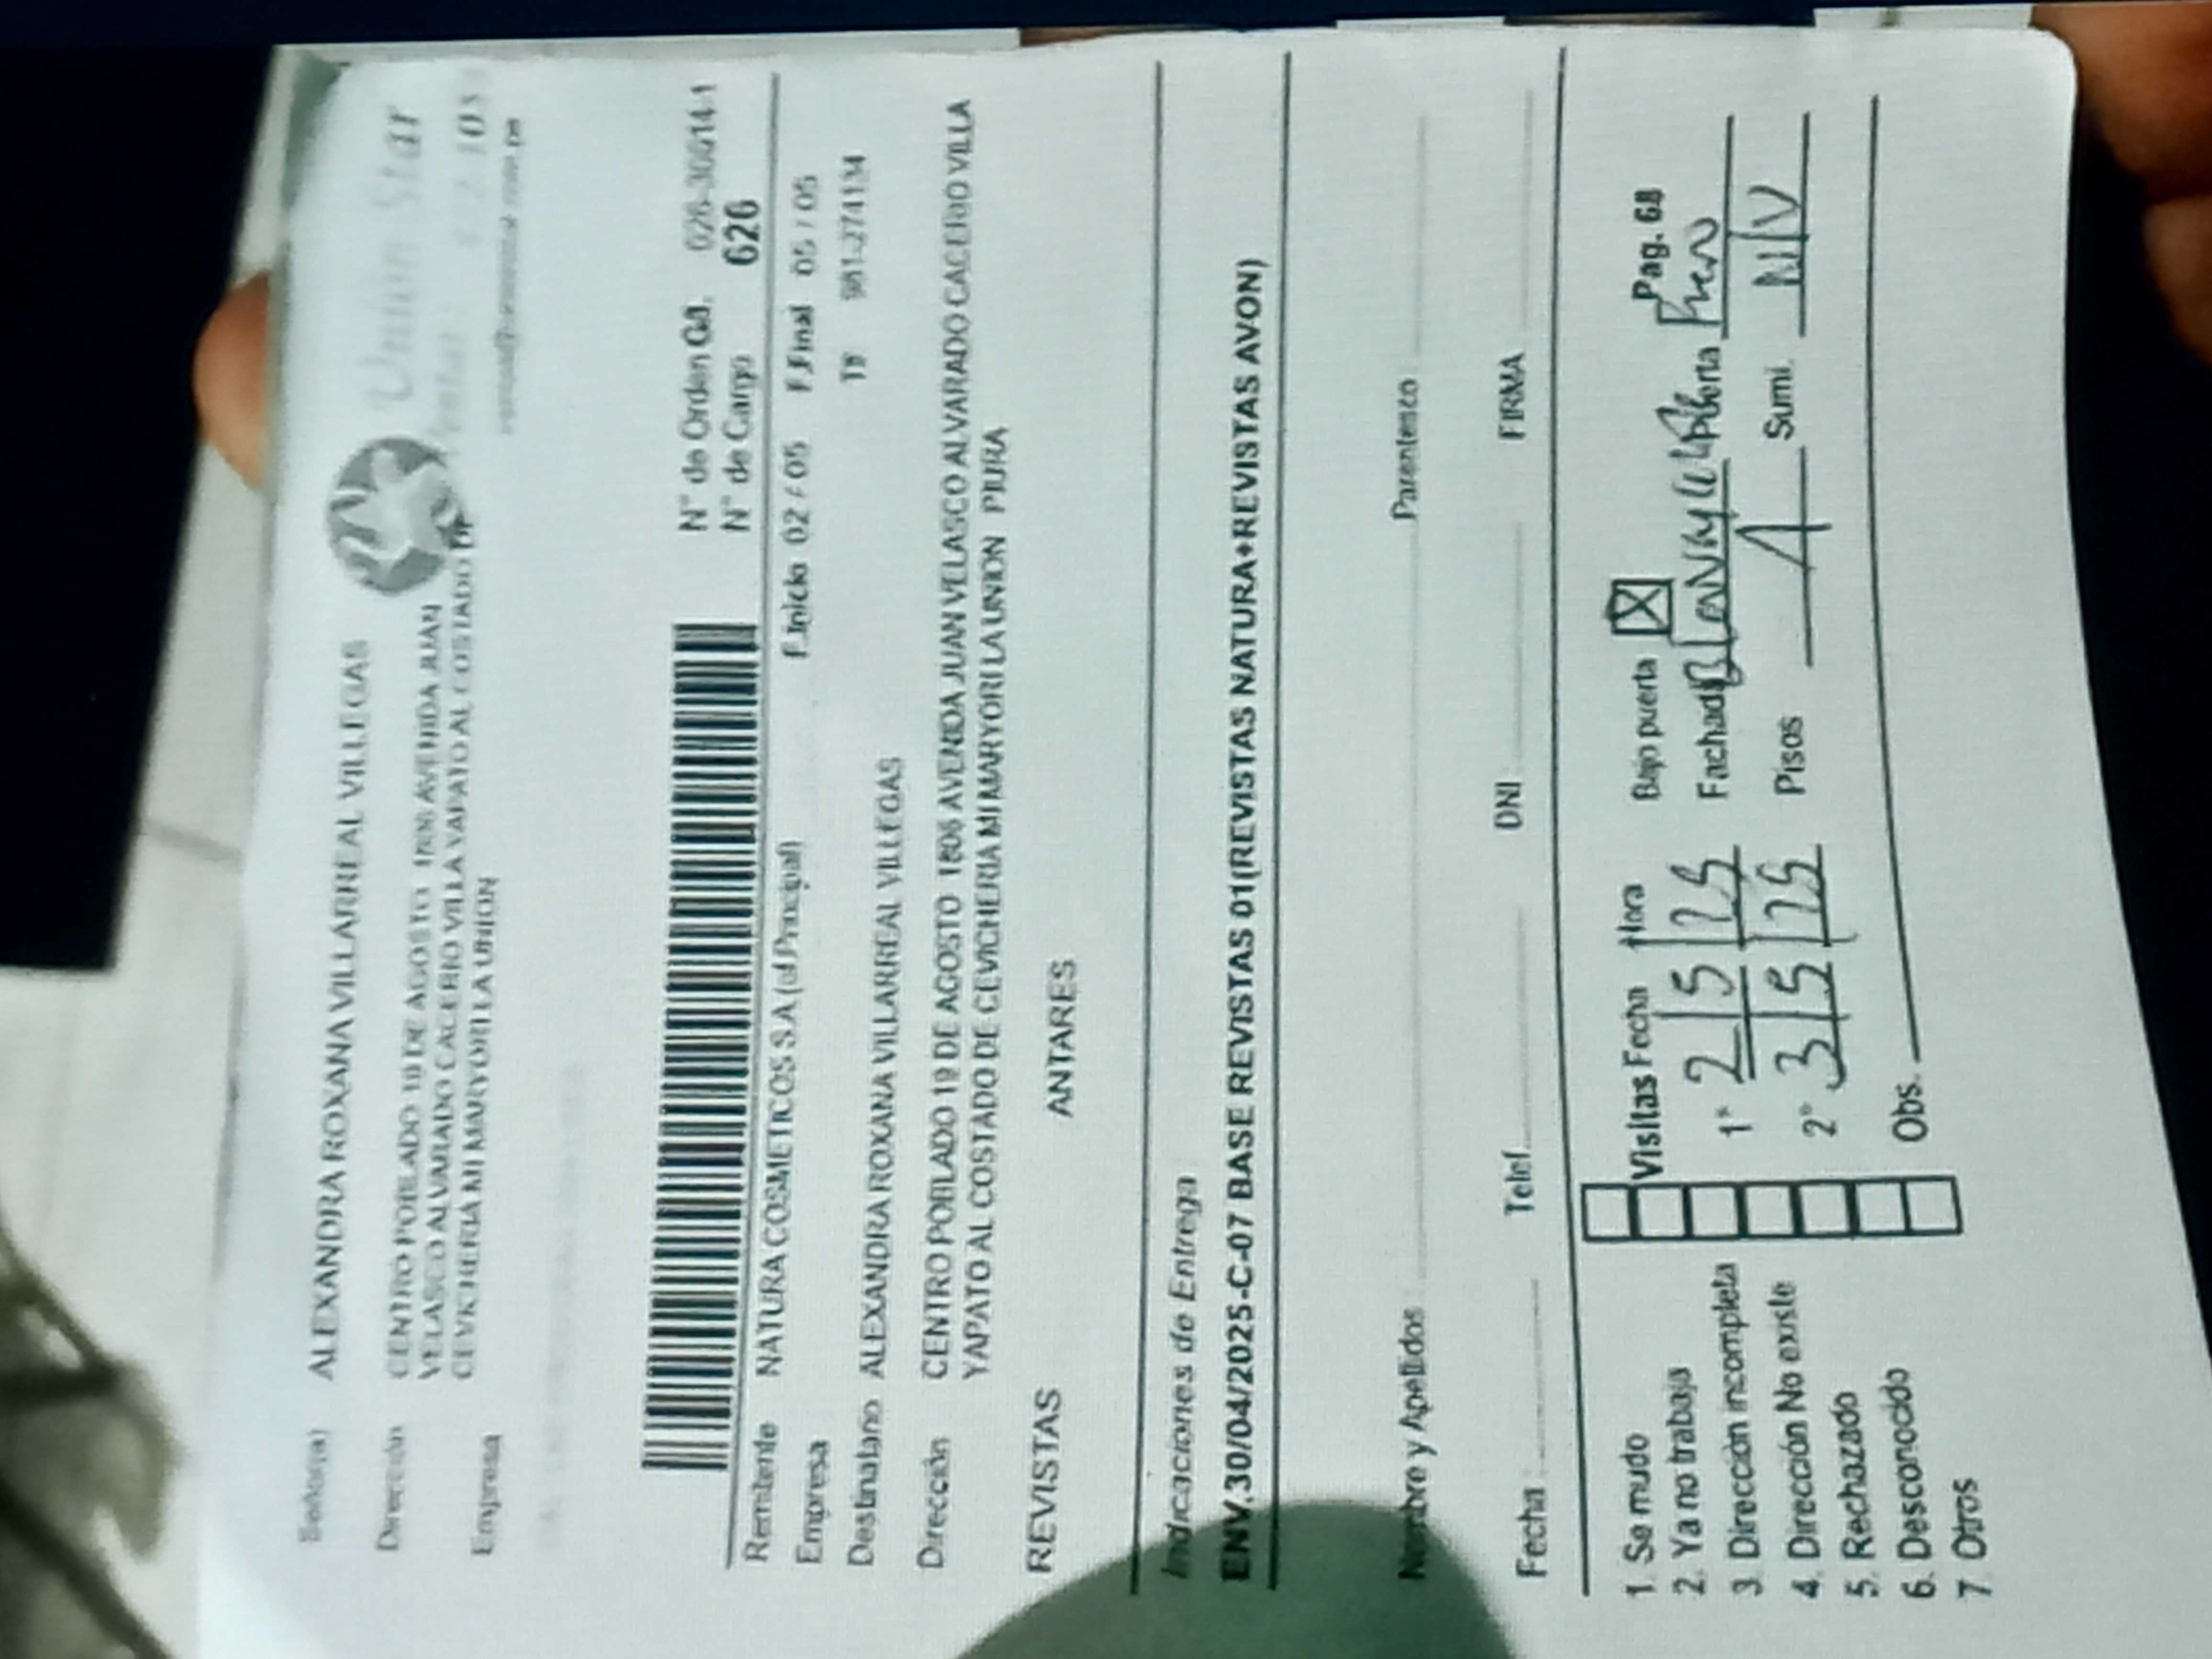 Union Star
Señor(a) ALEXANDRA ROXANA VILLARREAL VILLEGAS
Dirección CENTRO POBLADO 19 DE AGOSTO 1806 AVENIDA JUAN
VELASCO ALVARADO CACERIO VILLA YAPATO AL COSTADO DE
Empresa CEVICHERIA MI MARYORI LA UNION
N° de Orden Gd. 026-30014-1
N° de Cargo 626
Remitente NATURA COSMETICOS S.A (el Principal)
Empresa F.Inicio 02 / 05 F.Final 05 / 05
Destinatario ALEXANDRA ROXANA VILLARREAL VILLEGAS Tlf 981-274134
Dirección CENTRO POBLADO 19 DE AGOSTO 1806 AVENIDA JUAN VELASCO ALVARADO CACERIO VILLA
YAPATO AL COSTADO DE CEVICHERIA MI MARYORI LA UNION PIURA
REVISTAS ANTARES
Indicaciones de Entrega
ENV.30/04/2025-C-07 BASE REVISTAS 01(REVISTAS NATURA+REVISTAS AVON)
Nombre y Apellidos Parentesco
Fecha : Telef. DNI FIRMA
1. Se mudo
2. Ya no trabaja
3. Dirección incompleta
4. Dirección No existe
5. Rechazado
6. Desconocido
7. Otros
Visitas Fecha Hora
1° 2 | 5 | 25
2° 3 | 5 | 25
Obs.
Bajo puerta X Pag. 68
Fachada Puerta
Pisos 1 Sumi. N/V